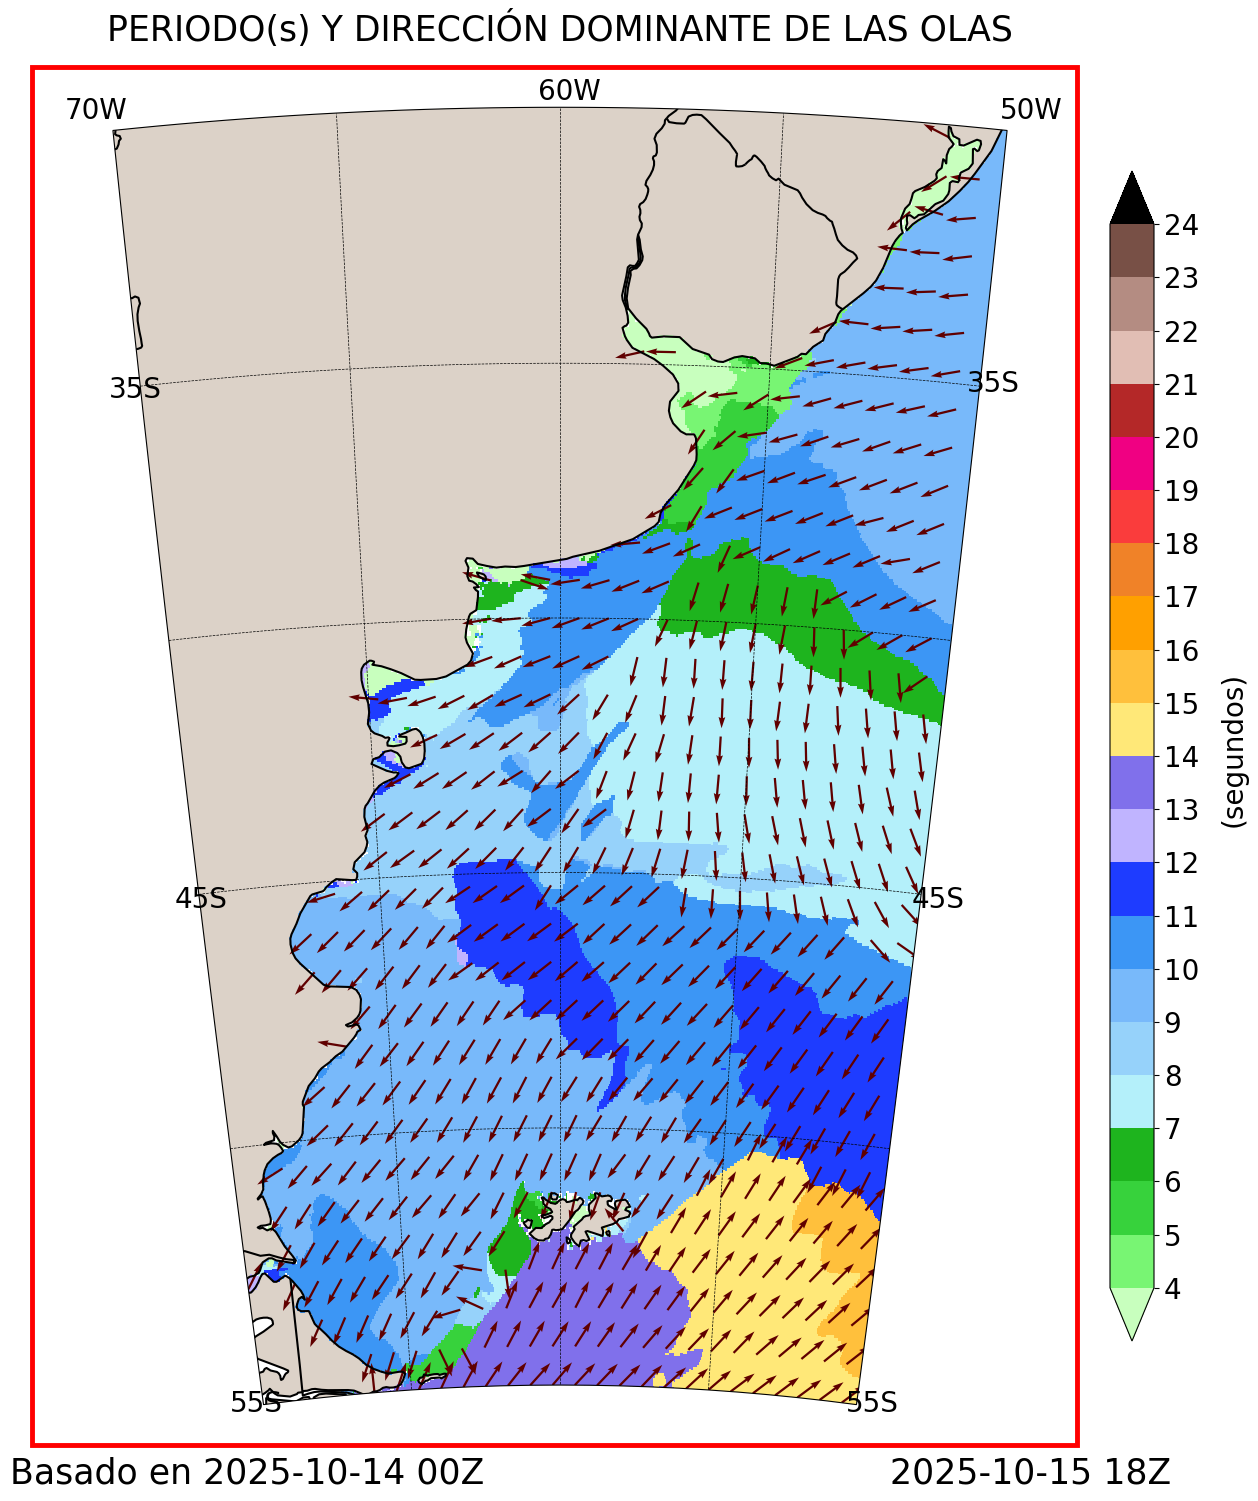 PERIODO(s) Y DIRECCIÓN DOMINANTE DE LAS OLAS
70W
60W
50W
35S
35S
45S
45S
55S
55S
24
23
22
21
20
19
18
17
16
15
14
13
12
11
10
9
8
7
6
5
4
(segundos)
Basado en 2025-10-14 00Z
2025-10-15 18Z